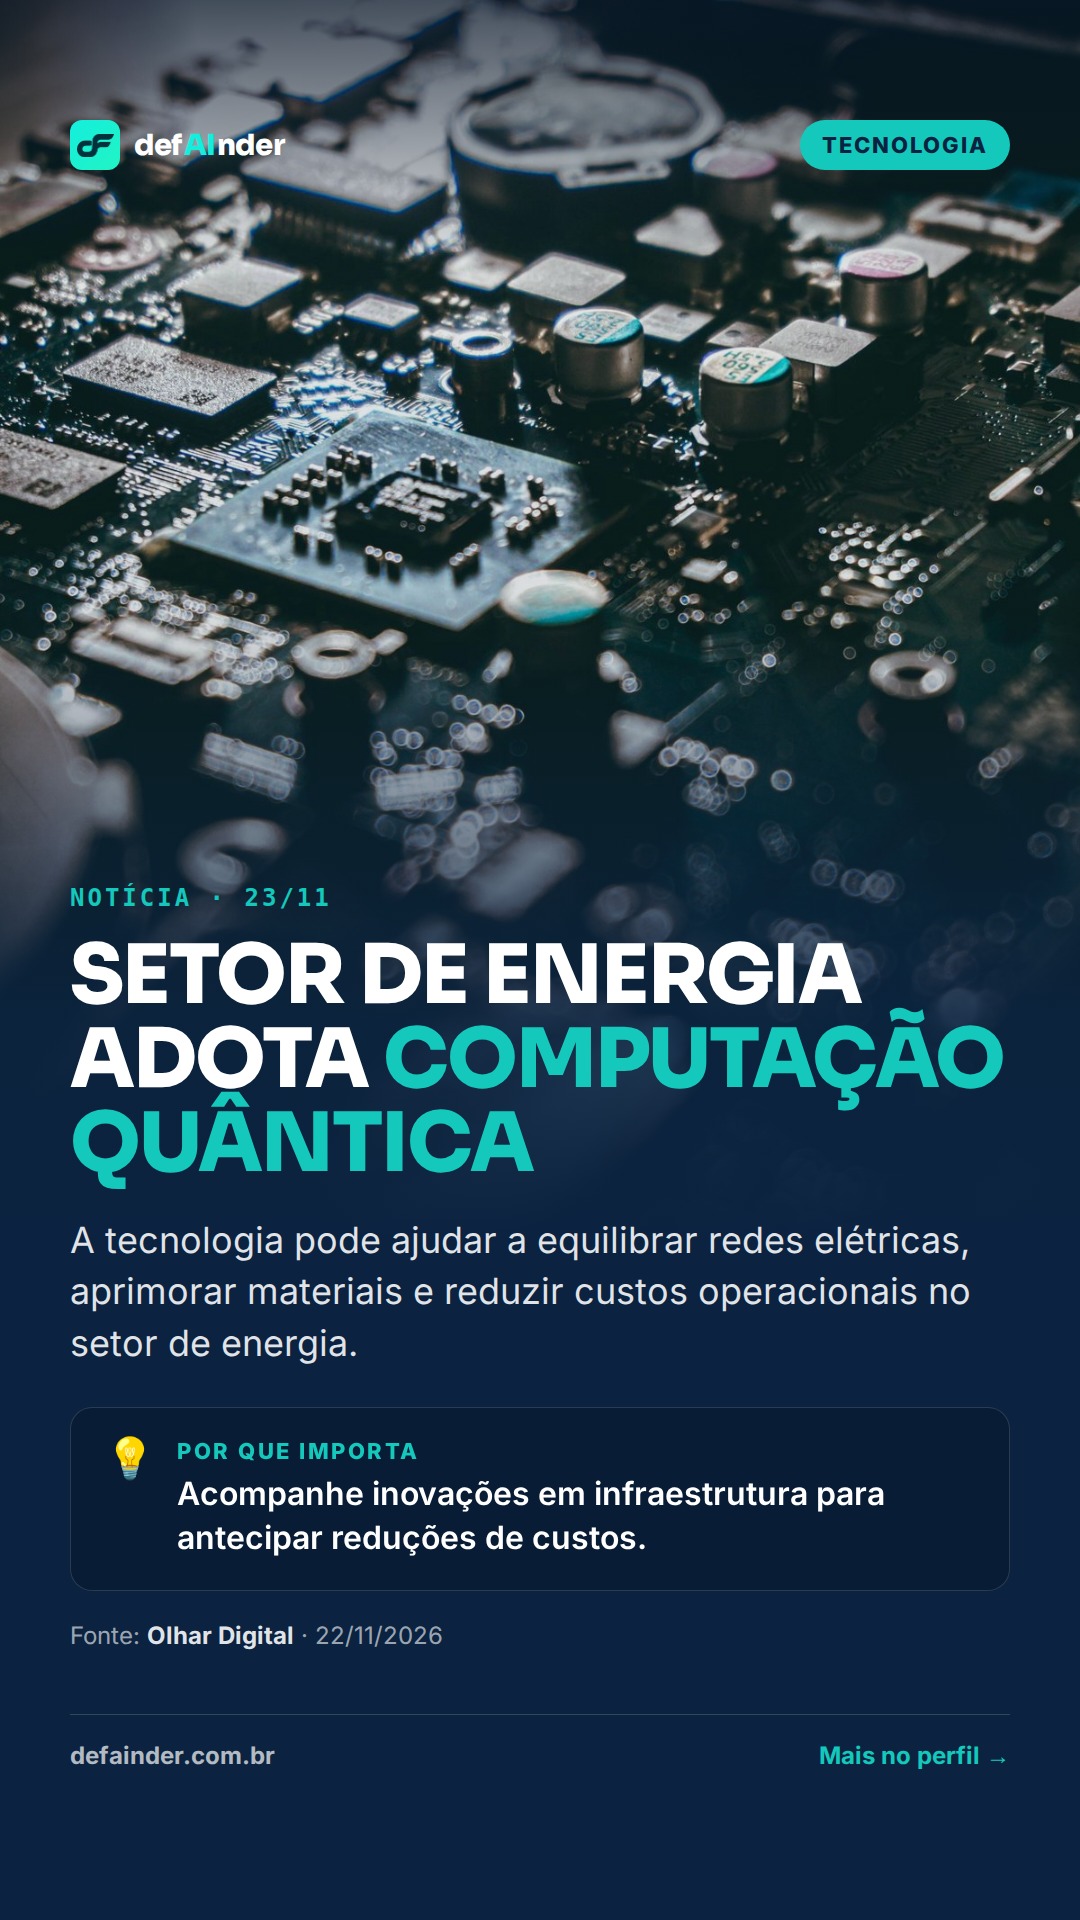 defAInder
TECNOLOGIA
NOTÍCIA · 23/11
SETOR DE ENERGIA
ADOTA COMPUTAÇÃO
QUÂNTICA
A tecnologia pode ajudar a equilibrar redes elétricas,
aprimorar materiais e reduzir custos operacionais no
setor de energia.
💡 POR QUE IMPORTA
Acompanhe inovações em infraestrutura para
antecipar reduções de custos.
Fonte: Olhar Digital · 22/11/2026
defainder.com.br
Mais no perfil →